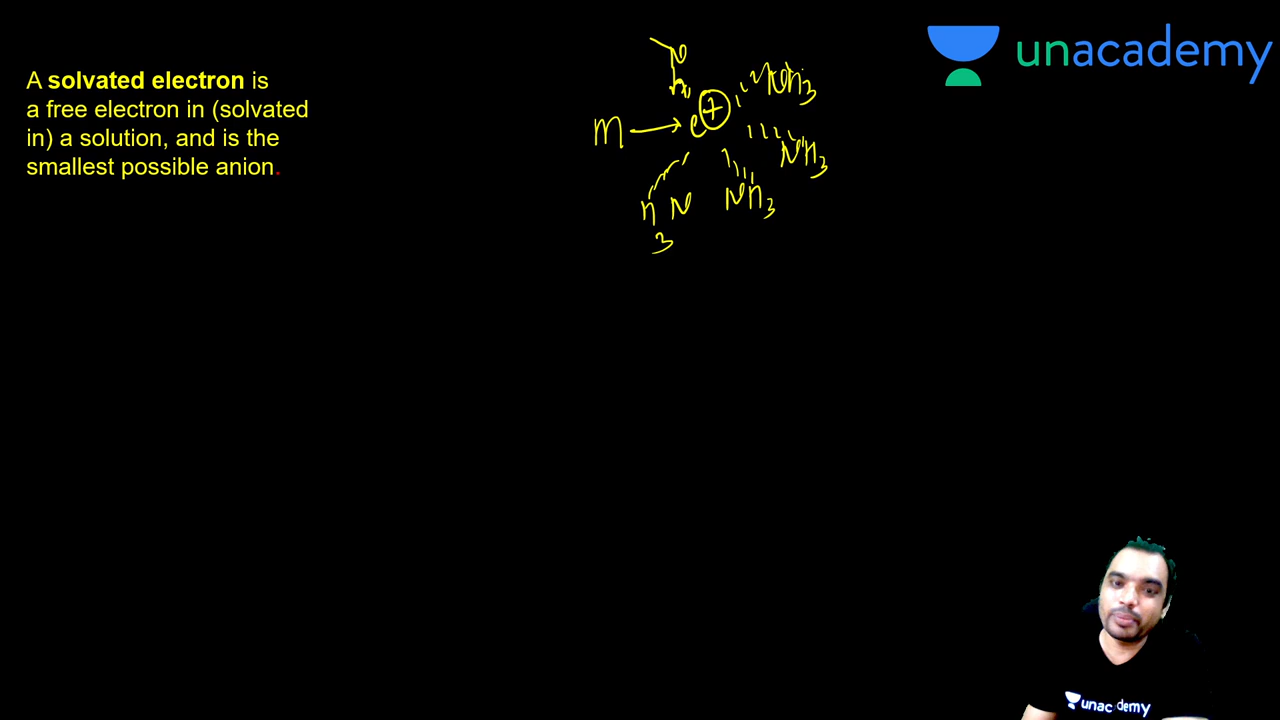 A solvated electron is
a free electron in (solvated
in) a solution, and is the
smallest possible anion.
unacademy
N
H
NH3
M → e +
NH3
H N
3
NH3
unacademy